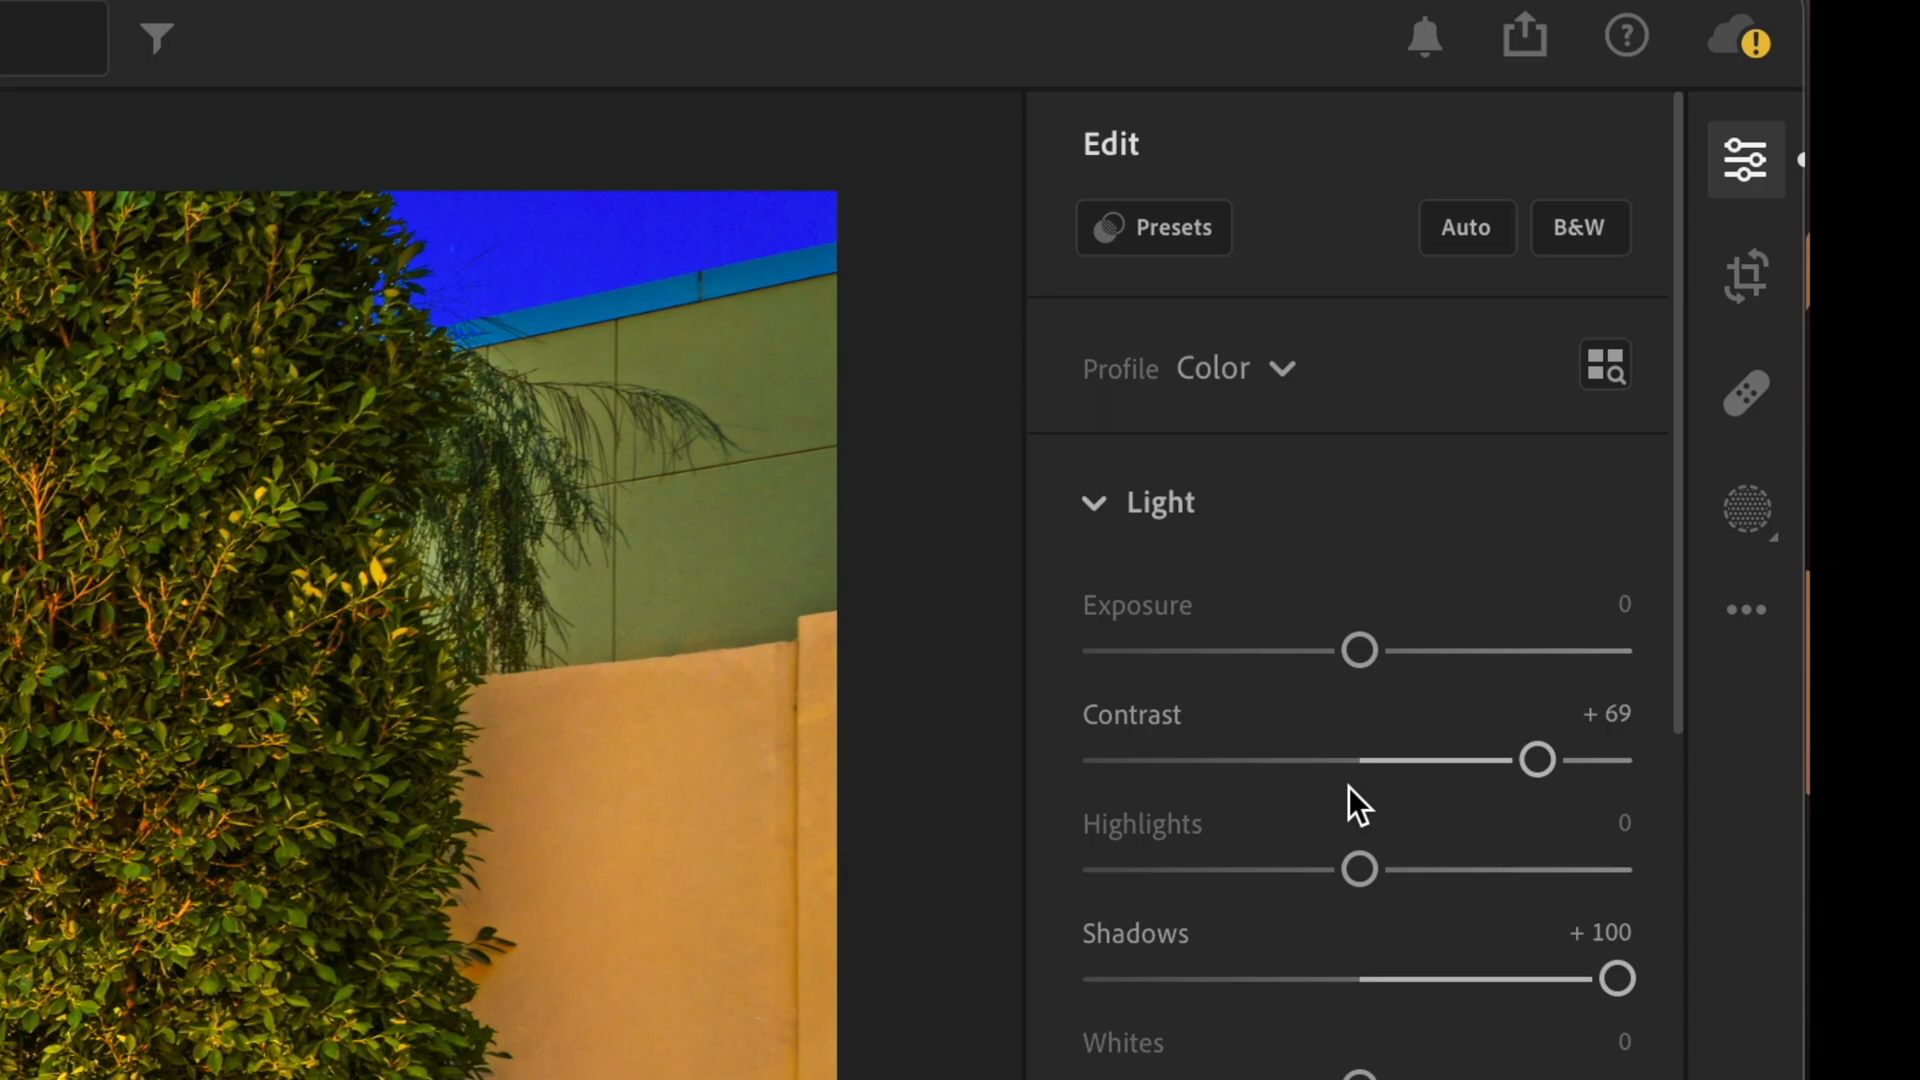 Edit
Presets
Auto
B&W
Profile Color
Light
Exposure 0
Contrast + 69
Highlights 0
Shadows + 100
Whites 0